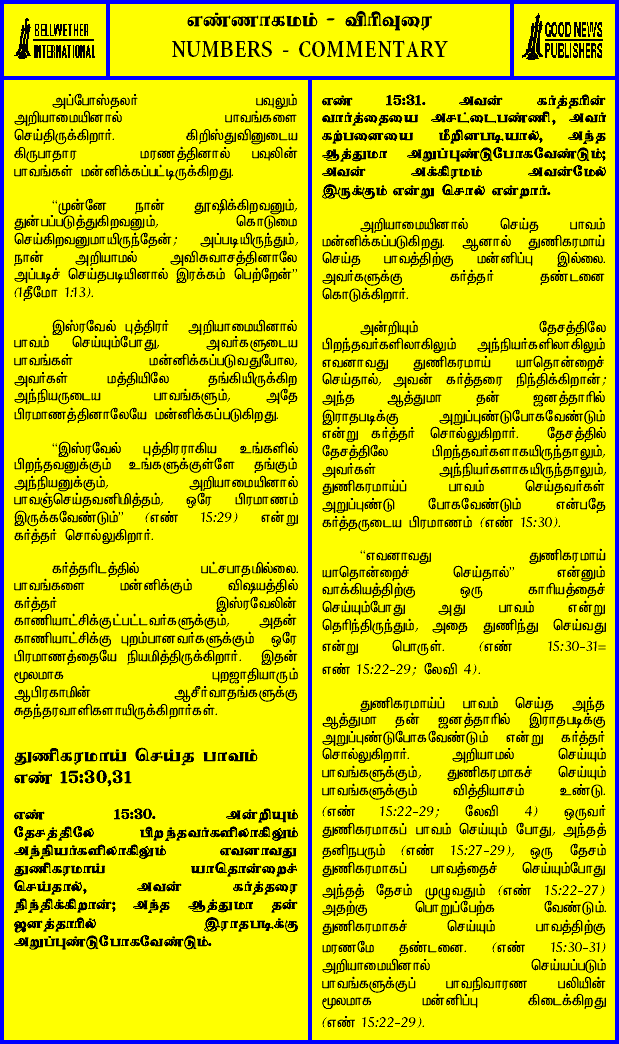 எண்ணாகமம் - விரிவுரை
NUMBERS - COMMENTARY
BELLWETHER
INTERNATIONAL
GOOD NEWS
PUBLISHERS
அப்போஸ்தலர் பவுலும்
அறியாமையினால் பாவங்களை
செய்திருக்கிறார். கிறிஸ்துவினுடைய
கிருபாதார மரணத்தினால் பவுலின்
பாவங்கள் மன்னிக்கப்பட்டிருக்கிறது.
“முன்னே நான் தூஷிக்கிறவனும்,
துன்பப்படுத்துகிறவனும், கொடுமை
செய்கிறவனுமாயிருந்தேன்; அப்படியிருந்தும்,
நான் அறியாமல் அவிசுவாசத்தினாலே
அப்படிச் செய்தபடியினால் இரக்கம் பெற்றேன்”
(1தீமோ 1:13).
இஸ்ரவேல் புத்திரர் அறியாமையினால்
பாவம் செய்யும்போது, அவர்களுடைய
பாவங்கள் மன்னிக்கப்படுவதுபோல,
அவர்கள் மத்தியிலே தங்கியிருக்கிற
அந்நியருடைய பாவங்களும், அதே
பிரமாணத்தினாலேயே மன்னிக்கப்படுகிறது.
“இஸ்ரவேல் புத்திரராகிய உங்களில்
பிறந்தவனுக்கும் உங்களுக்குள்ளே தங்கும்
அந்நியனுக்கும், அறியாமையினால்
பாவஞ்செய்தவனிமித்தம், ஒரே பிரமாணம்
இருக்கவேண்டும்” (எண் 15:29) என்று
கர்த்தர் சொல்லுகிறார்.
கர்த்தரிடத்தில் பட்சபாதமில்லை.
பாவங்களை மன்னிக்கும் விஷயத்தில்
கர்த்தர் இஸ்ரவேலின்
காணியாட்சிக்குட்பட்டவர்களுக்கும், அதன்
காணியாட்சிக்கு புறம்பானவர்களுக்கும் ஒரே
பிரமாணத்தையே நியமித்திருக்கிறார். இதன்
மூலமாக புறஜாதியாரும்
ஆபிரகாமின் ஆசீர்வாதங்களுக்கு
சுதந்தரவாளிகளாயிருக்கிறார்கள்.
துணிகரமாய் செய்த பாவம்
எண் 15:30,31
எண் 15:30. அன்றியும்
தேசத்திலே பிறந்தவர்களிலாகிலும்
அந்நியர்களிலாகிலும் எவனாவது
துணிகரமாய் யாதொன்றைச்
செய்தால், அவன் கர்த்தரை
நிந்திக்கிறான்; அந்த ஆத்துமா தன்
ஜனத்தாரில் இராதபடிக்கு
அறுப்புண்டுபோகவேண்டும்.
எண் 15:31. அவன் கர்த்தரின்
வார்த்தையை அசட்டைபண்ணி, அவர்
கற்பனையை மீறினபடியால், அந்த
ஆத்துமா அறுப்புண்டுபோகவேண்டும்;
அவன் அக்கிரமம் அவன்மேல்
இருக்கும் என்று சொல் என்றார்.
அறியாமையினால் செய்த பாவம்
மன்னிக்கப்படுகிறது. ஆனால் துணிகரமாய்
செய்த பாவத்திற்கு மன்னிப்பு இல்லை.
அவர்களுக்கு கர்த்தர் தண்டனை
கொடுக்கிறார்.
அன்றியும் தேசத்திலே
பிறந்தவர்களிலாகிலும் அந்நியர்களிலாகிலும்
எவனாவது துணிகரமாய் யாதொன்றைச்
செய்தால், அவன் கர்த்தரை நிந்திக்கிறான்;
அந்த ஆத்துமா தன் ஜனத்தாரில்
இராதபடிக்கு அறுப்புண்டுபோகவேண்டும்
என்று கர்த்தர் சொல்லுகிறார். தேசத்தில்
தேசத்திலே பிறந்தவர்களாகயிருந்தாலும்,
அவர்கள் அந்நியர்களாகயிருந்தாலும்,
துணிகரமாய்ப் பாவம் செய்தவர்கள்
அறுப்புண்டு போகவேண்டும் என்பதே
கர்த்தருடைய பிரமாணம் (எண் 15:30).
“எவனாவது துணிகரமாய்
யாதொன்றைச் செய்தால்” என்னும்
வாக்கியத்திற்கு ஒரு காரியத்தைச்
செய்யும்போது அது பாவம் என்று
தெரிந்திருந்தும், அதை துணிந்து செய்வது
என்று பொருள். (எண் 15:30-31=
எண் 15:22-29; லேவி 4).
துணிகரமாய்ப் பாவம் செய்த அந்த
ஆத்துமா தன் ஜனத்தாரில் இராதபடிக்கு
அறுப்புண்டுபோகவேண்டும் என்று கர்த்தர்
சொல்லுகிறார். அறியாமல் செய்யும்
பாவங்களுக்கும், துணிகரமாகச் செய்யும்
பாவங்களுக்கும் வித்தியாசம் உண்டு.
(எண் 15:22-29; லேவி 4) ஒருவர்
துணிகரமாகப் பாவம் செய்யும் போது, அந்தத்
தனிநபரும் (எண் 15:27-29), ஒரு தேசம்
துணிகரமாகப் பாவத்தைச் செய்யும்போது
அந்தத் தேசம் முழுவதும் (எண் 15:22-27)
அதற்கு பொறுப்பேற்க வேண்டும்.
துணிகரமாகச் செய்யும் பாவத்திற்கு
மரணமே தண்டனை. (எண் 15:30-31)
அறியாமையினால் செய்யப்படும்
பாவங்களுக்குப் பாவநிவாரண பலியின்
மூலமாக மன்னிப்பு கிடைக்கிறது
(எண் 15:22-29).